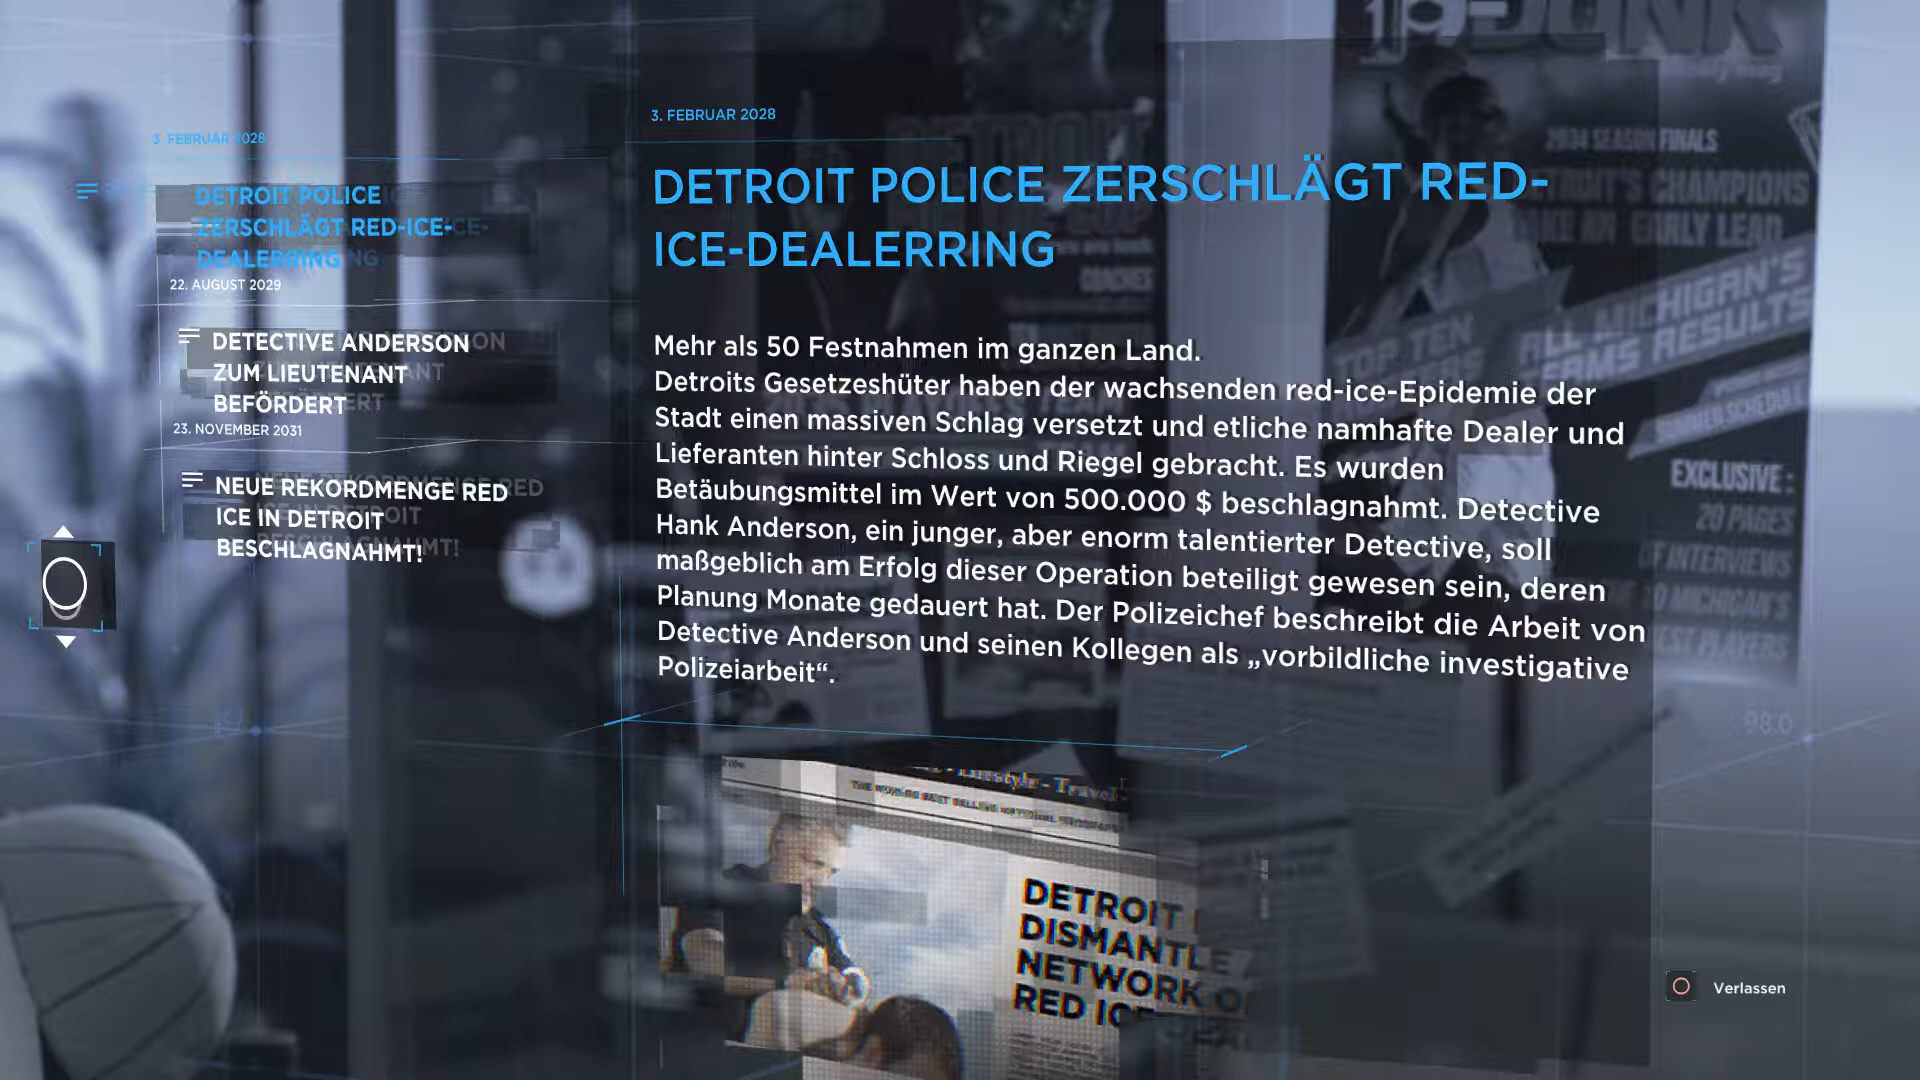 3. FEBRUAR 2028
DETROIT POLICE
ZERSCHLÄGT RED-ICE-
DEALERRING
22. AUGUST 2029
DETECTIVE ANDERSON
ZUM LIEUTENANT
BEFÖRDERT
23. NOVEMBER 2031
NEUE REKORDMENGE RED
ICE IN DETROIT
BESCHLAGNAHMT!
3. FEBRUAR 2028
DETROIT POLICE ZERSCHLÄGT RED-
ICE-DEALERRING
Mehr als 50 Festnahmen im ganzen Land.
Detroits Gesetzeshüter haben der wachsenden red-ice-Epidemie der
Stadt einen massiven Schlag versetzt und etliche namhafte Dealer und
Lieferanten hinter Schloss und Riegel gebracht. Es wurden
Betäubungsmittel im Wert von 500.000 $ beschlagnahmt. Detective
Hank Anderson, ein junger, aber enorm talentierter Detective, soll
maßgeblich am Erfolg dieser Operation beteiligt gewesen sein, deren
Planung Monate gedauert hat. Der Polizeichef beschreibt die Arbeit von
Detective Anderson und seinen Kollegen als „vorbildliche investigative
Polizeiarbeit“.
2034 SEASON FINALS
CHAMPIONS
EARLY LEAD
COACHES
ALL MICHIGAN'S
TOP TEN
RESULTS
EXCLUSIVE :
20 PAGES
OF INTERVIEWS
MICHIGAN'S
PLAYERS
98.0
Lifestyle - Travel
DETROIT
DISMANTLE
NETWORK
RED ICE
Verlassen